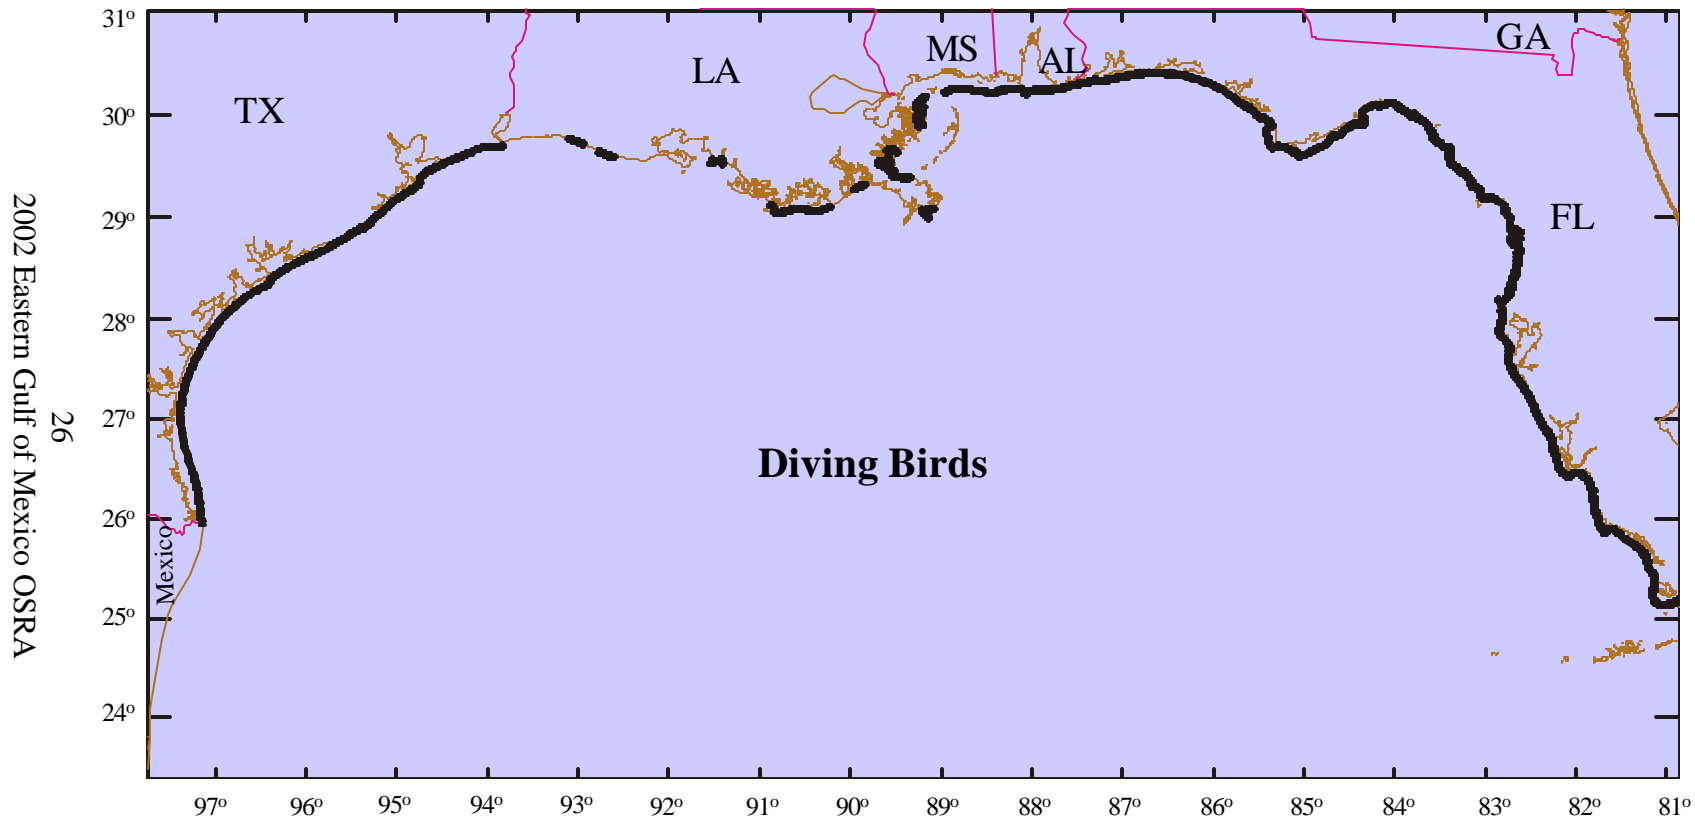 2002 Eastern Gulf of Mexico OSRA
26
31º
30º
29º
28º
27º
26º
25º
24º
TX
LA
MS
AL
GA
FL
Mexico
Diving Birds
97º 96º 95º 94º 93º 92º 91º 90º 89º 88º 87º 86º 85º 84º 83º 82º 81º